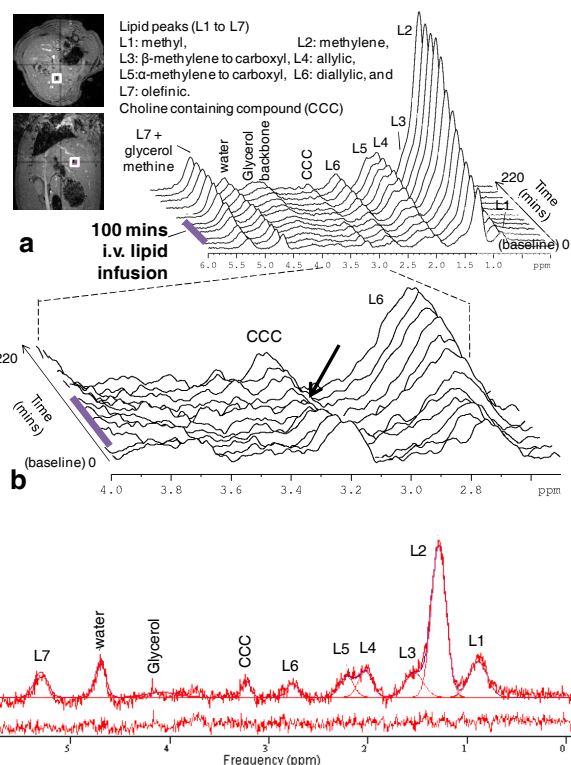 Lipid peaks (L1 to L7)
L1: methyl, L2: methylene,
L3: β-methylene to carboxyl, L4: allylic,
L5:α-methylene to carboxyl, L6: diallylic, and
L7: olefinic.
Choline containing compound (CCC)
L2
L7 +
glycerol
methine
water
Glycerol
backbone
CCC
L6
L5
L4
L3
L1
220
Time
(mins)
(baseline) 0
100 mins
i.v. lipid
infusion
a
6.0 5.5 5.0 4.5 4.0 3.5 3.0 2.5 2.0 1.5 1.0 ppm
L6
CCC
220
Time
(mins)
(baseline) 0
4.0 3.8 3.6 3.4 3.2 3.0 2.8 ppm
b
L2
L7
water
Glycerol
CCC
L6
L5
L4
L3
L1
5 4 3 2 1 0
Frequency (ppm)